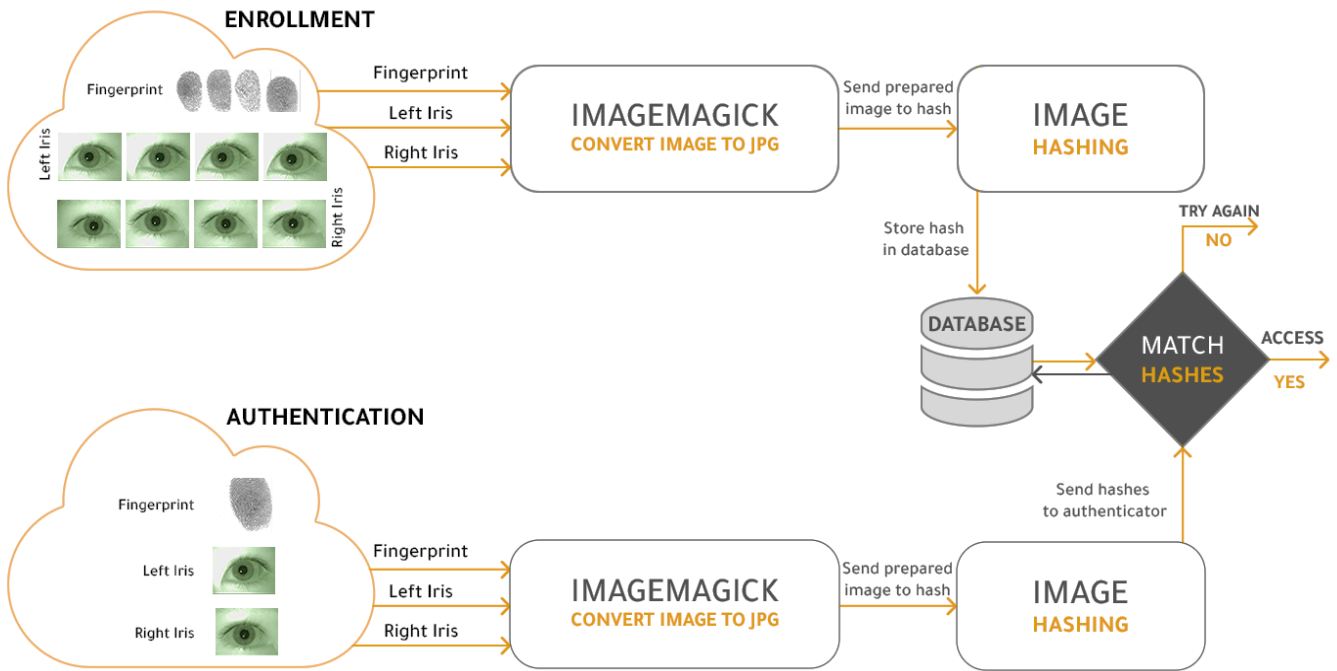 ENROLLMENT
Fingerprint
Left Iris
Right Iris
Fingerprint
Left Iris
Right Iris
IMAGEMAGICK
CONVERT IMAGE TO JPG
Send prepared
image to hash
IMAGE
HASHING
Store hash
in database
DATABASE
MATCH
HASHES
TRY AGAIN
NO
ACCESS
YES
AUTHENTICATION
Fingerprint
Left Iris
Right Iris
Fingerprint
Left Iris
Right Iris
IMAGEMAGICK
CONVERT IMAGE TO JPG
Send prepared
image to hash
IMAGE
HASHING
Send hashes
to authenticator